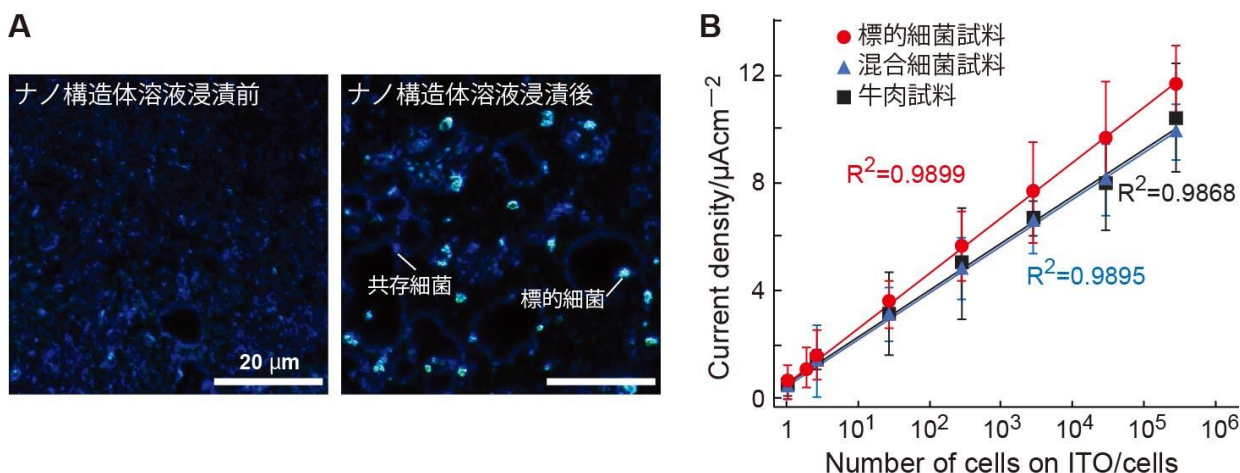 A
ナノ構造体溶液浸漬前
20 μm
ナノ構造体溶液浸漬後
共存細菌
標的細菌
B
標的細菌試料
混合細菌試料
牛肉試料
R²=0.9899
R²=0.9868
R²=0.9895
Current density/μAcm⁻²
12
8
4
0
1 10¹ 10² 10³ 10⁴ 10⁵ 10⁶
Number of cells on ITO/cells